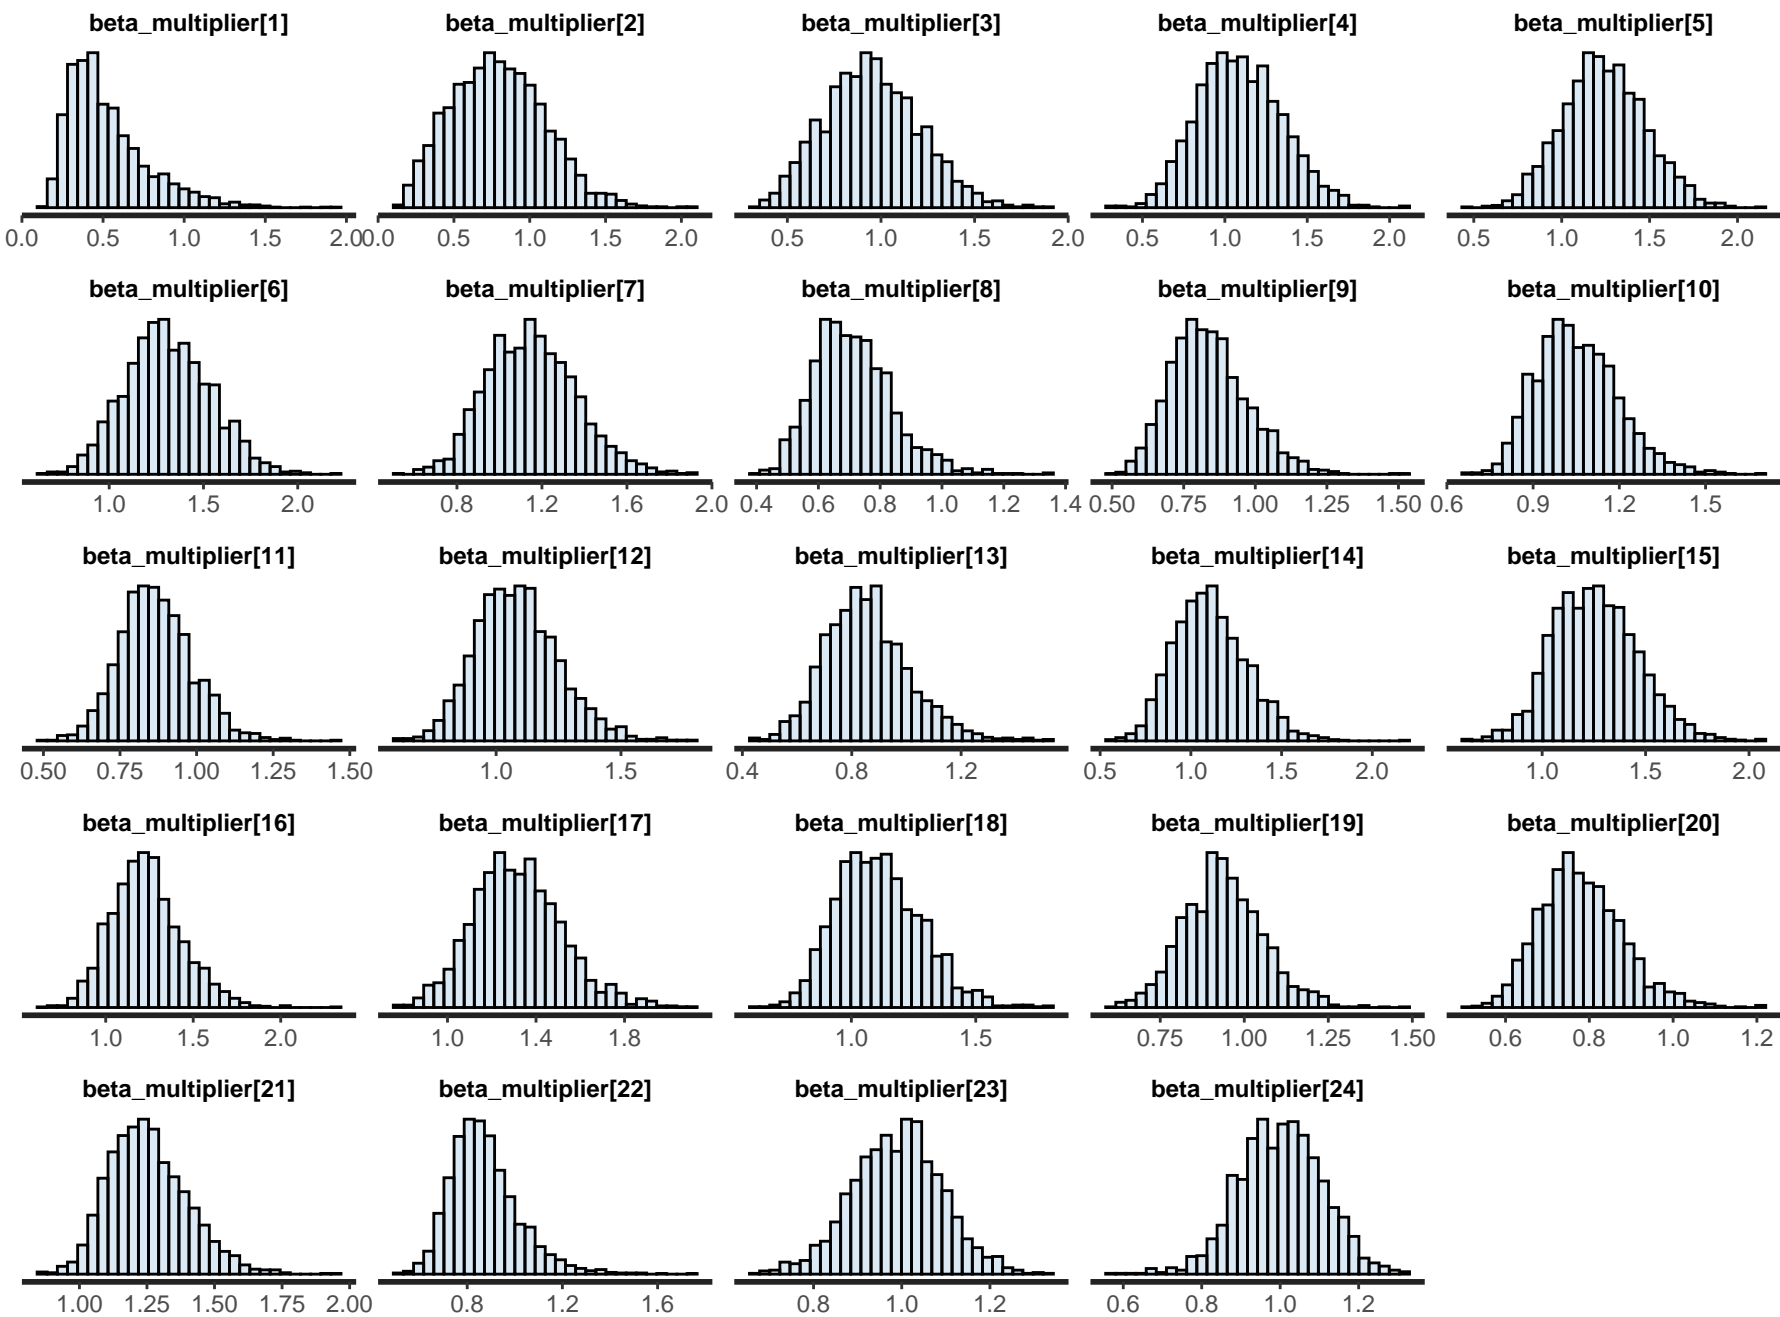 beta_multiplier[1] beta_multiplier[2] beta_multiplier[3] beta_multiplier[4] beta_multiplier[5]
0.0 0.5 1.0 1.5 2.0 0.0 0.5 1.0 1.5 2.0 0.5 1.0 1.5 2.0 0.5 1.0 1.5 2.0 0.5 1.0 1.5 2.0
beta_multiplier[6] beta_multiplier[7] beta_multiplier[8] beta_multiplier[9] beta_multiplier[10]
1.0 1.5 2.0 0.8 1.2 1.6 2.0 0.4 0.6 0.8 1.0 1.2 1.4 0.50 0.75 1.00 1.25 1.50 0.6 0.9 1.2 1.5
beta_multiplier[11] beta_multiplier[12] beta_multiplier[13] beta_multiplier[14] beta_multiplier[15]
0.50 0.75 1.00 1.25 1.50 1.0 1.5 0.4 0.8 1.2 0.5 1.0 1.5 2.0 1.0 1.5 2.0
beta_multiplier[16] beta_multiplier[17] beta_multiplier[18] beta_multiplier[19] beta_multiplier[20]
1.0 1.5 2.0 1.0 1.4 1.8 1.0 1.5 0.75 1.00 1.25 1.50 0.6 0.8 1.0 1.2
beta_multiplier[21] beta_multiplier[22] beta_multiplier[23] beta_multiplier[24]
1.00 1.25 1.50 1.75 2.00 0.8 1.2 1.6 0.8 1.0 1.2 0.6 0.8 1.0 1.2